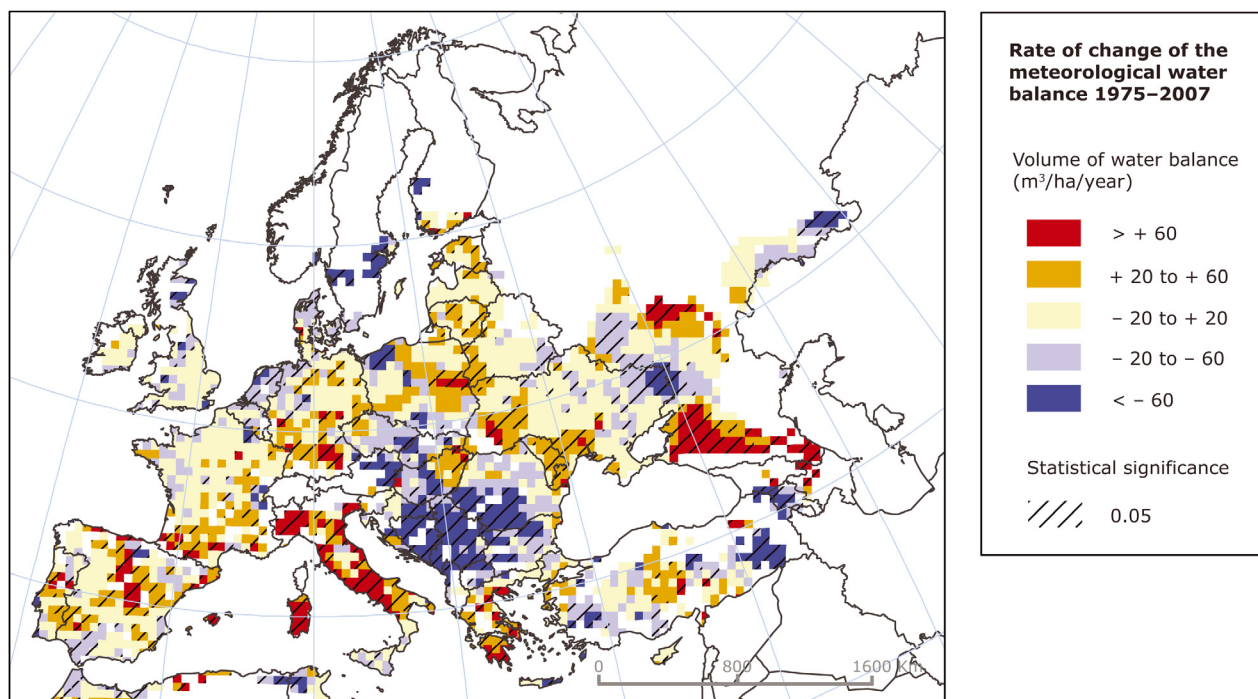 Rate of change of the
meteorological water
balance 1975–2007
Volume of water balance
(m³/ha/year)
> + 60
+ 20 to + 60
– 20 to + 20
– 20 to – 60
< – 60
Statistical significance
0.05
0 800 1600 Km